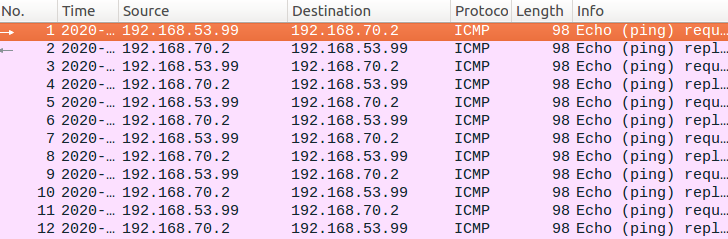 No. Time Source Destination Protoco Length Info
1 2020-… 192.168.53.99 192.168.70.2 ICMP 98 Echo (ping) requ…
2 2020-… 192.168.70.2 192.168.53.99 ICMP 98 Echo (ping) repl…
3 2020-… 192.168.53.99 192.168.70.2 ICMP 98 Echo (ping) requ…
4 2020-… 192.168.70.2 192.168.53.99 ICMP 98 Echo (ping) repl…
5 2020-… 192.168.53.99 192.168.70.2 ICMP 98 Echo (ping) requ…
6 2020-… 192.168.70.2 192.168.53.99 ICMP 98 Echo (ping) repl…
7 2020-… 192.168.53.99 192.168.70.2 ICMP 98 Echo (ping) requ…
8 2020-… 192.168.70.2 192.168.53.99 ICMP 98 Echo (ping) repl…
9 2020-… 192.168.53.99 192.168.70.2 ICMP 98 Echo (ping) requ…
10 2020-… 192.168.70.2 192.168.53.99 ICMP 98 Echo (ping) repl…
11 2020-… 192.168.53.99 192.168.70.2 ICMP 98 Echo (ping) requ…
12 2020-… 192.168.70.2 192.168.53.99 ICMP 98 Echo (ping) repl…